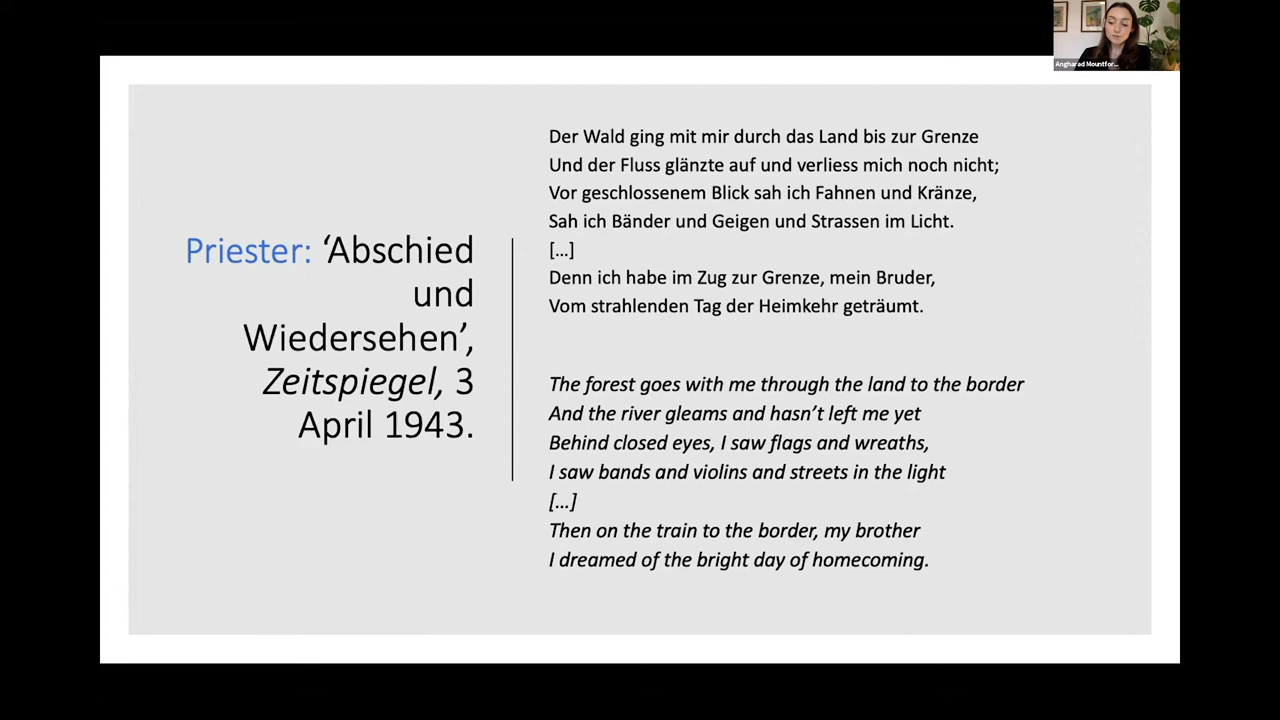 Angharad Mountfor...
Priester: ‘Abschied
und
Wiedersehen’,
Zeitspiegel, 3
April 1943.
Der Wald ging mit mir durch das Land bis zur Grenze
Und der Fluss glänzte auf und verliess mich noch nicht;
Vor geschlossenem Blick sah ich Fahnen und Kränze,
Sah ich Bänder und Geigen und Strassen im Licht.
[…]
Denn ich habe im Zug zur Grenze, mein Bruder,
Vom strahlenden Tag der Heimkehr geträumt.
The forest goes with me through the land to the border
And the river gleams and hasn’t left me yet
Behind closed eyes, I saw flags and wreaths,
I saw bands and violins and streets in the light
[…]
Then on the train to the border, my brother
I dreamed of the bright day of homecoming.